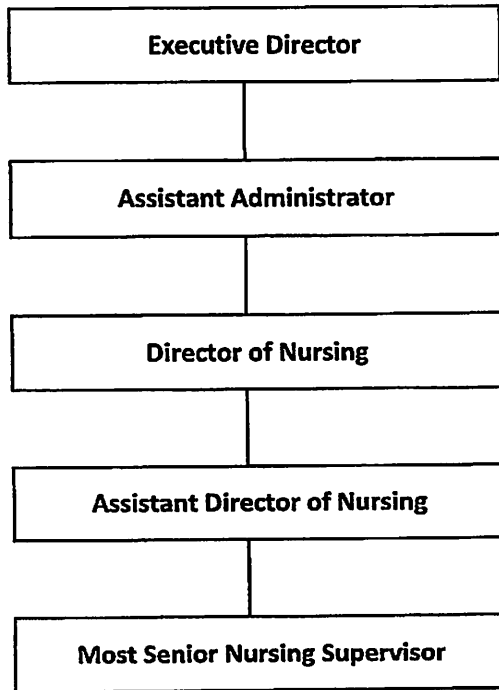 Executive Director
Assistant Administrator
Director of Nursing
Assistant Director of Nursing
Most Senior Nursing Supervisor